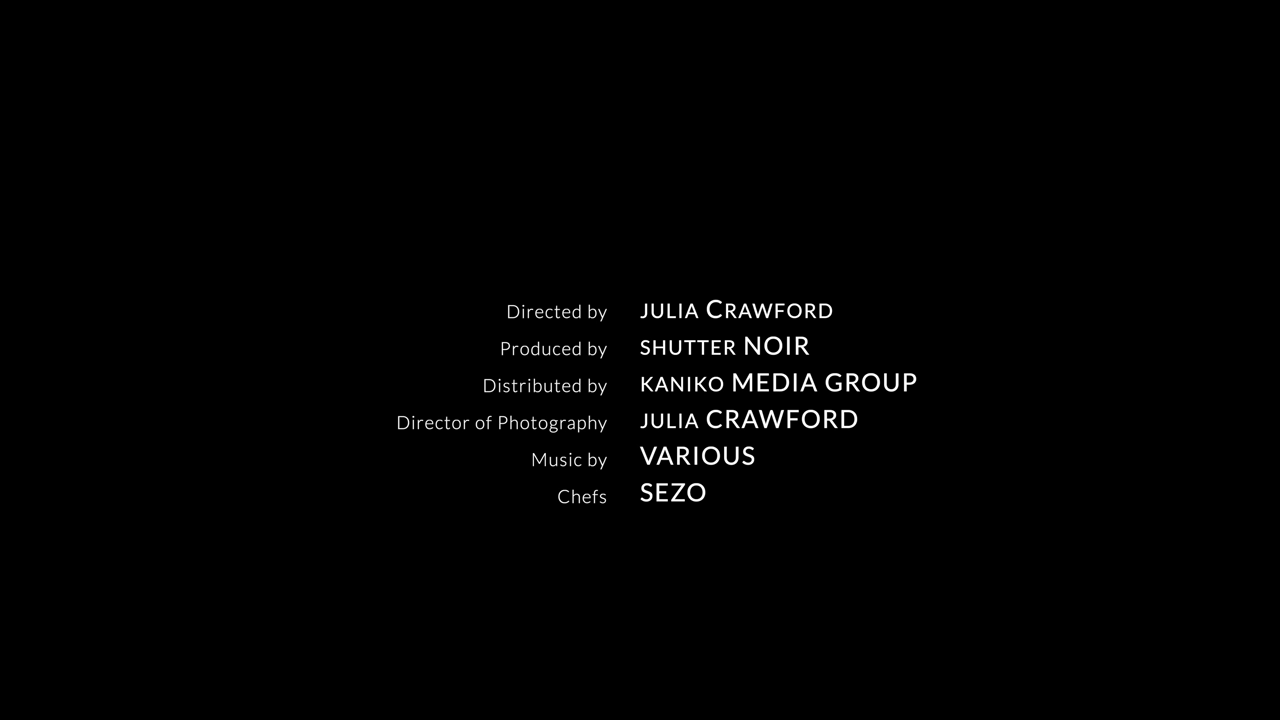 Directed by JULIA CRAWFORD
Produced by SHUTTER NOIR
Distributed by KANIKO MEDIA GROUP
Director of Photography JULIA CRAWFORD
Music by VARIOUS
Chefs SEZO